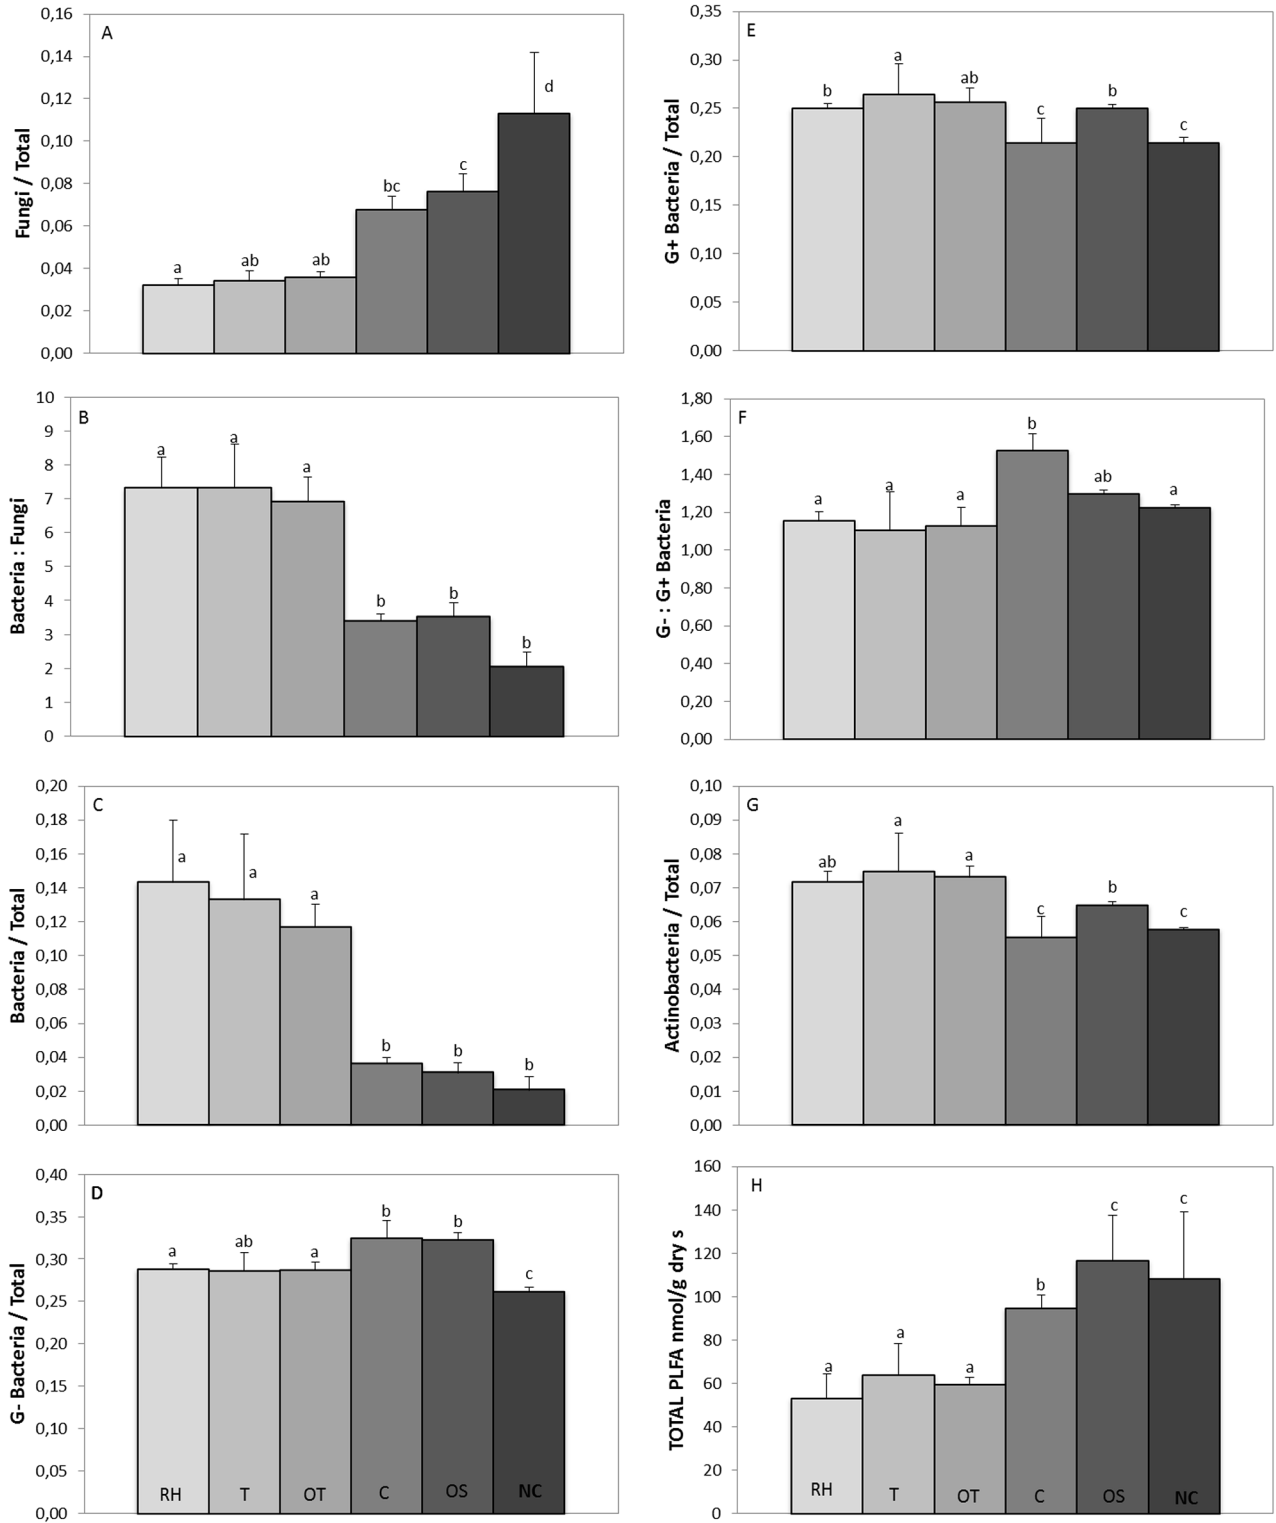 A
Fungi / Total
0,16
0,14
0,12
0,10
0,08
0,06
0,04
0,02
0,00
a
ab
ab
bc
c
d
E
G+ Bacteria / Total
0,35
0,30
0,25
0,20
0,15
0,10
0,05
0,00
b
a
ab
c
b
c
B
Bacteria : Fungi
10
9
8
7
6
5
4
3
2
1
0
a
a
a
b
b
b
F
G- : G+ Bacteria
1,80
1,60
1,40
1,20
1,00
0,80
0,60
0,40
0,20
0,00
a
a
a
b
ab
a
C
Bacteria / Total
0,20
0,18
0,16
0,14
0,12
0,10
0,08
0,06
0,04
0,02
0,00
a
a
a
b
b
b
G
Actinobacteria / Total
0,10
0,09
0,08
0,07
0,06
0,05
0,04
0,03
0,02
0,01
0,00
ab
a
a
c
b
c
D
G- Bacteria / Total
0,40
0,35
0,30
0,25
0,20
0,15
0,10
0,05
0,00
a
ab
a
b
b
c
RH T OT C OS NC
H
TOTAL PLFA nmol/g dry s
160
140
120
100
80
60
40
20
0
a
a
a
b
c
c
RH T OT C OS NC